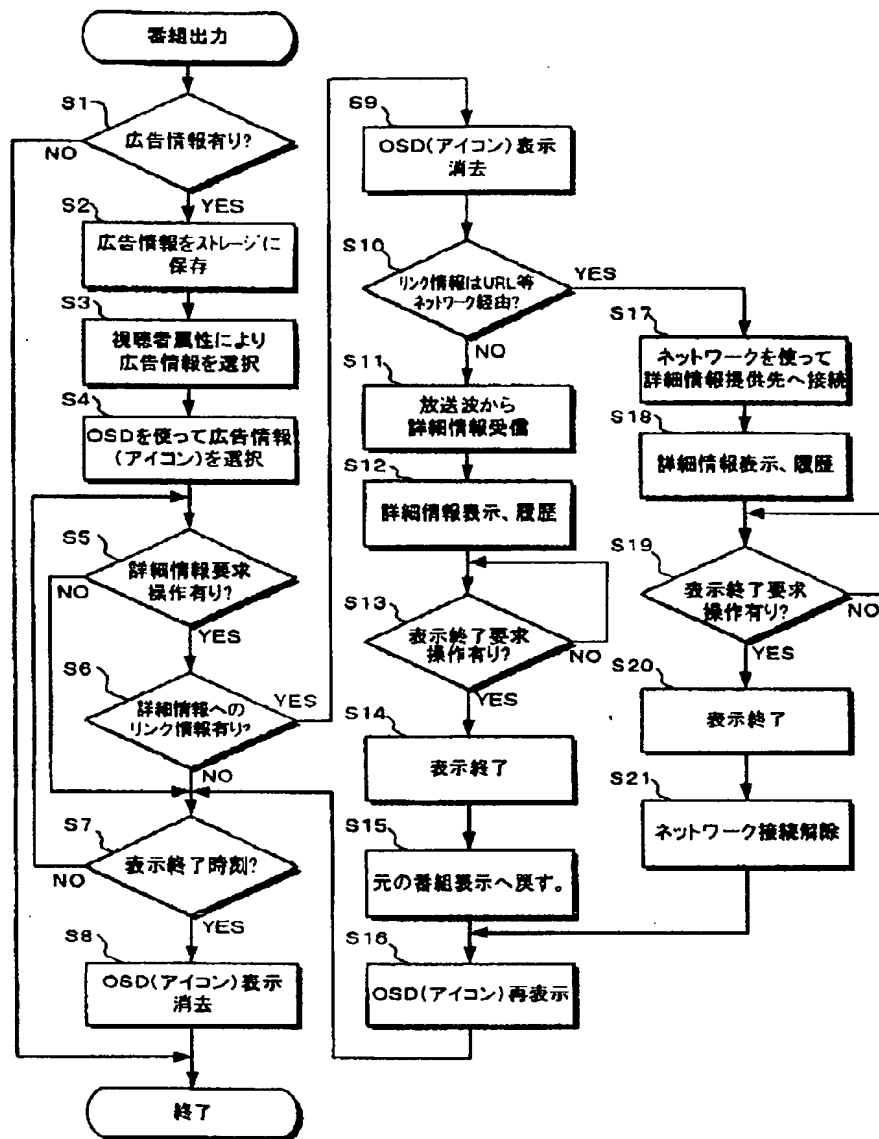 番組出力
S1
広告情報有り?
NO
YES
S2
広告情報をストレージに
保存
S3
視聴者属性により
広告情報を選択
S4
OSDを使って広告情報
(アイコン)を選択
S5
詳細情報要求
操作有り?
NO
YES
S6
詳細情報への
リンク情報有り?
YES
NO
S7
表示終了時刻?
NO
YES
S8
OSD(アイコン)表示
消去
終了
S9
OSD(アイコン)表示
消去
S10
リンク情報はURL等
ネットワーク経由?
YES
NO
S11
放送波から
詳細情報受信
S12
詳細情報表示、履歴
S13
表示終了要求
操作有り?
NO
YES
S14
表示終了
S15
元の番組表示へ戻す。
S16
OSD(アイコン)再表示
S17
ネットワークを使って
詳細情報提供先へ接続
S18
詳細情報表示、履歴
S19
表示終了要求
操作有り?
NO
YES
S20
表示終了
S21
ネットワーク接続解除